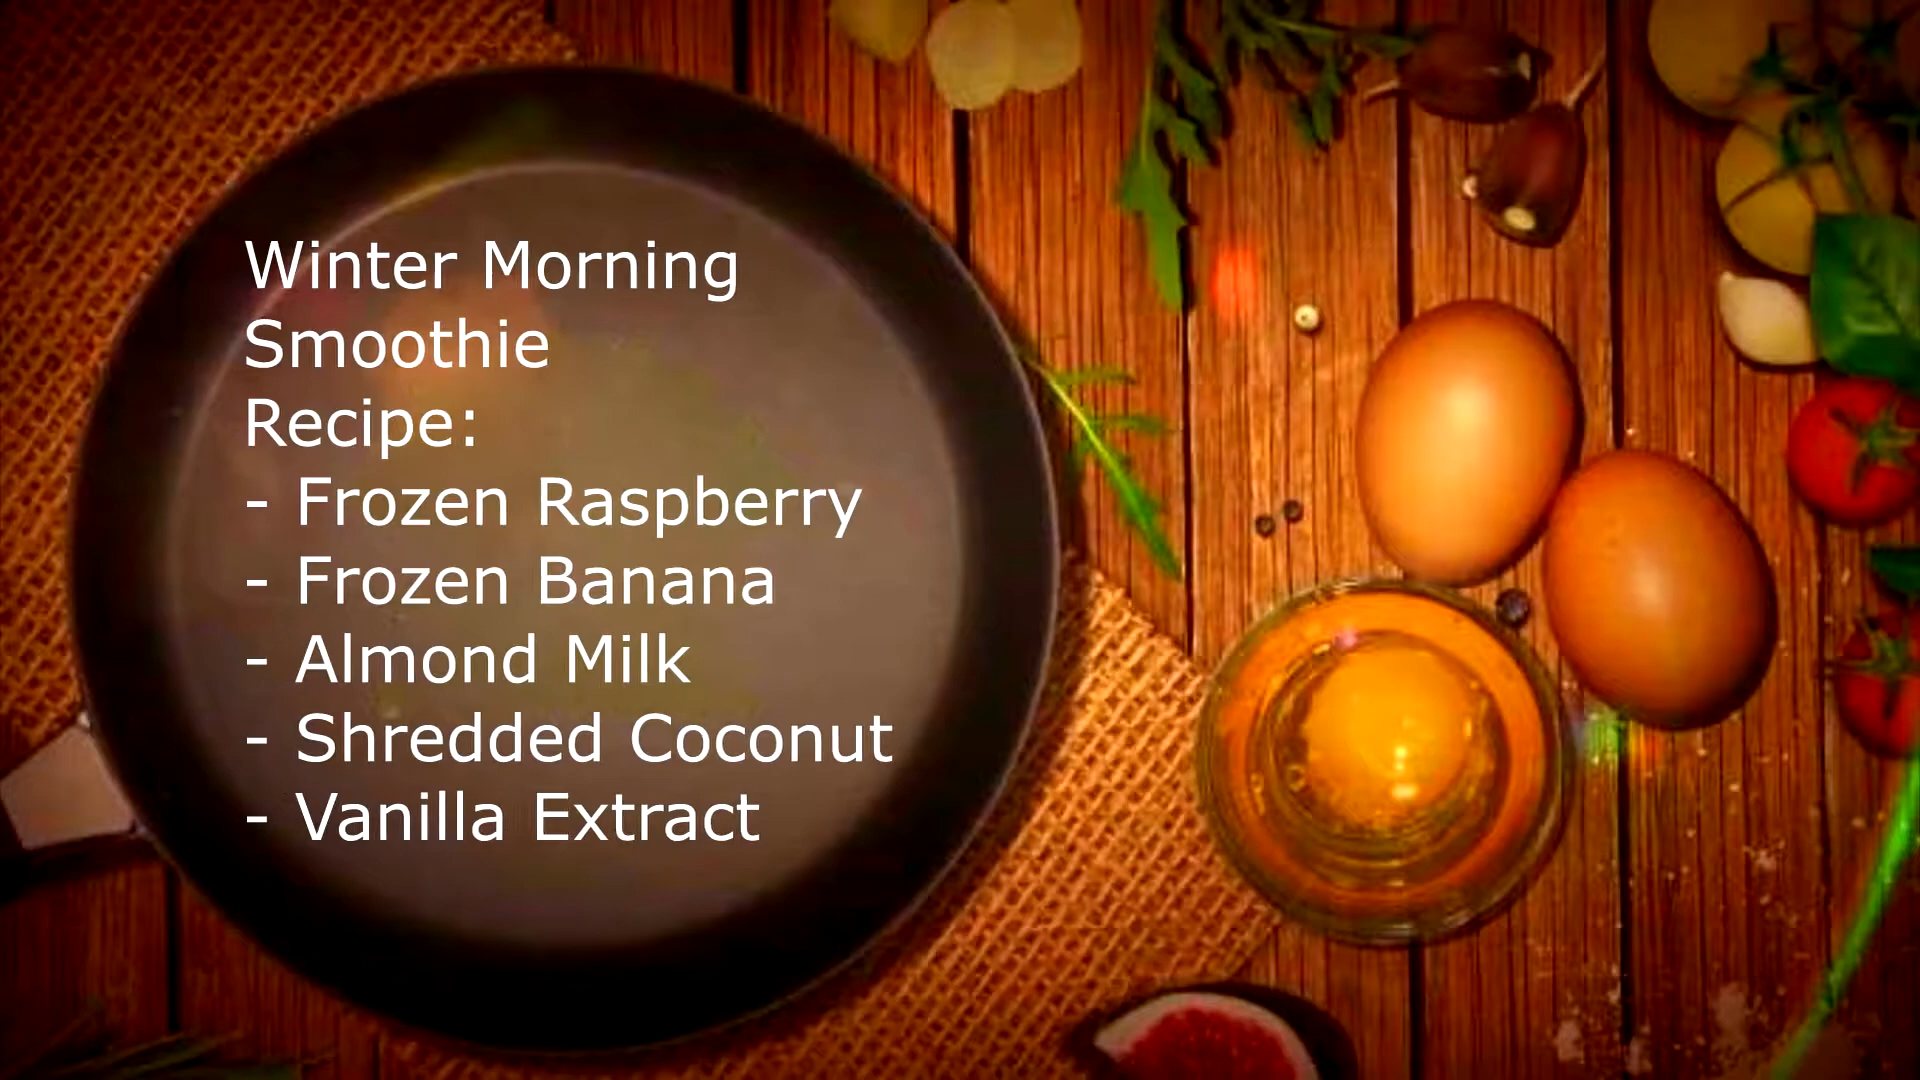 Winter Morning
Smoothie
Recipe:
- Frozen Raspberry
- Frozen Banana
- Almond Milk
- Shredded Coconut
- Vanilla Extract